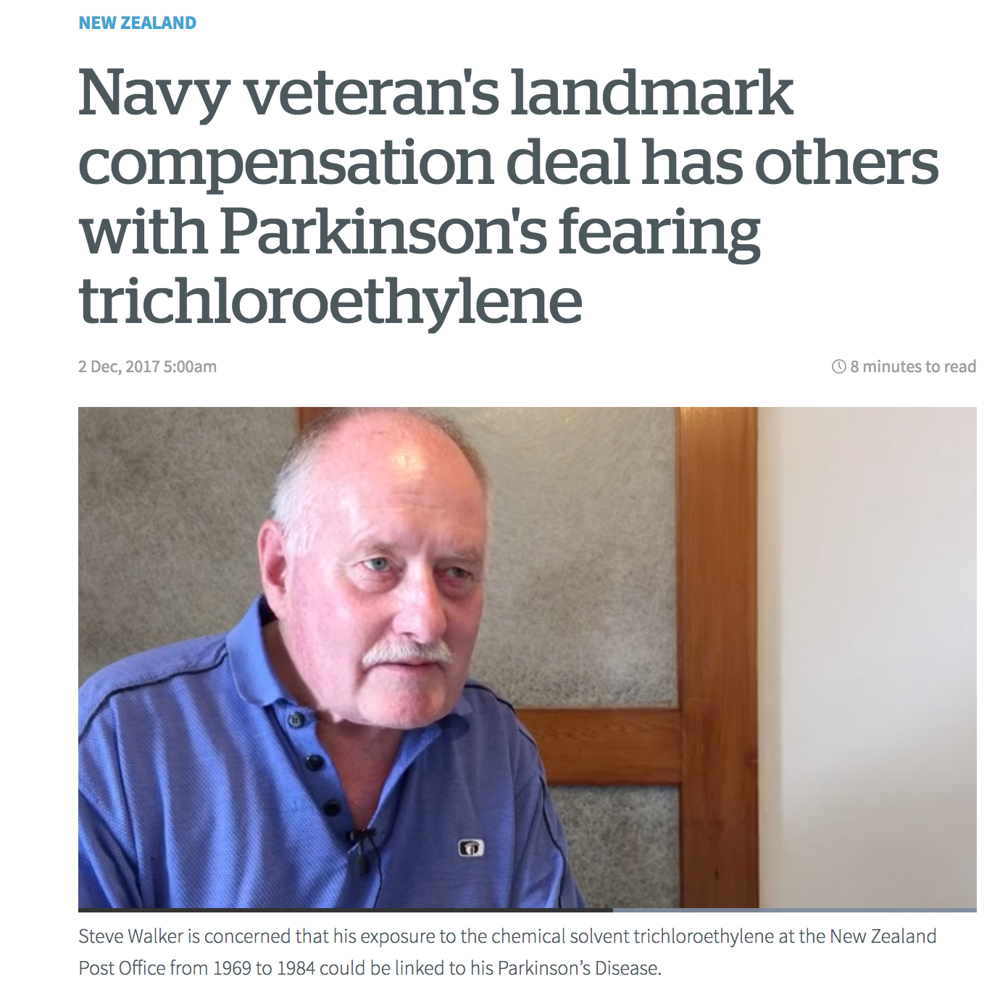 NEW ZEALAND
Navy veteran's landmark
compensation deal has others
with Parkinson's fearing
trichloroethylene
2 Dec, 2017 5:00am
8 minutes to read
Steve Walker is concerned that his exposure to the chemical solvent trichloroethylene at the New Zealand
Post Office from 1969 to 1984 could be linked to his Parkinson’s Disease.